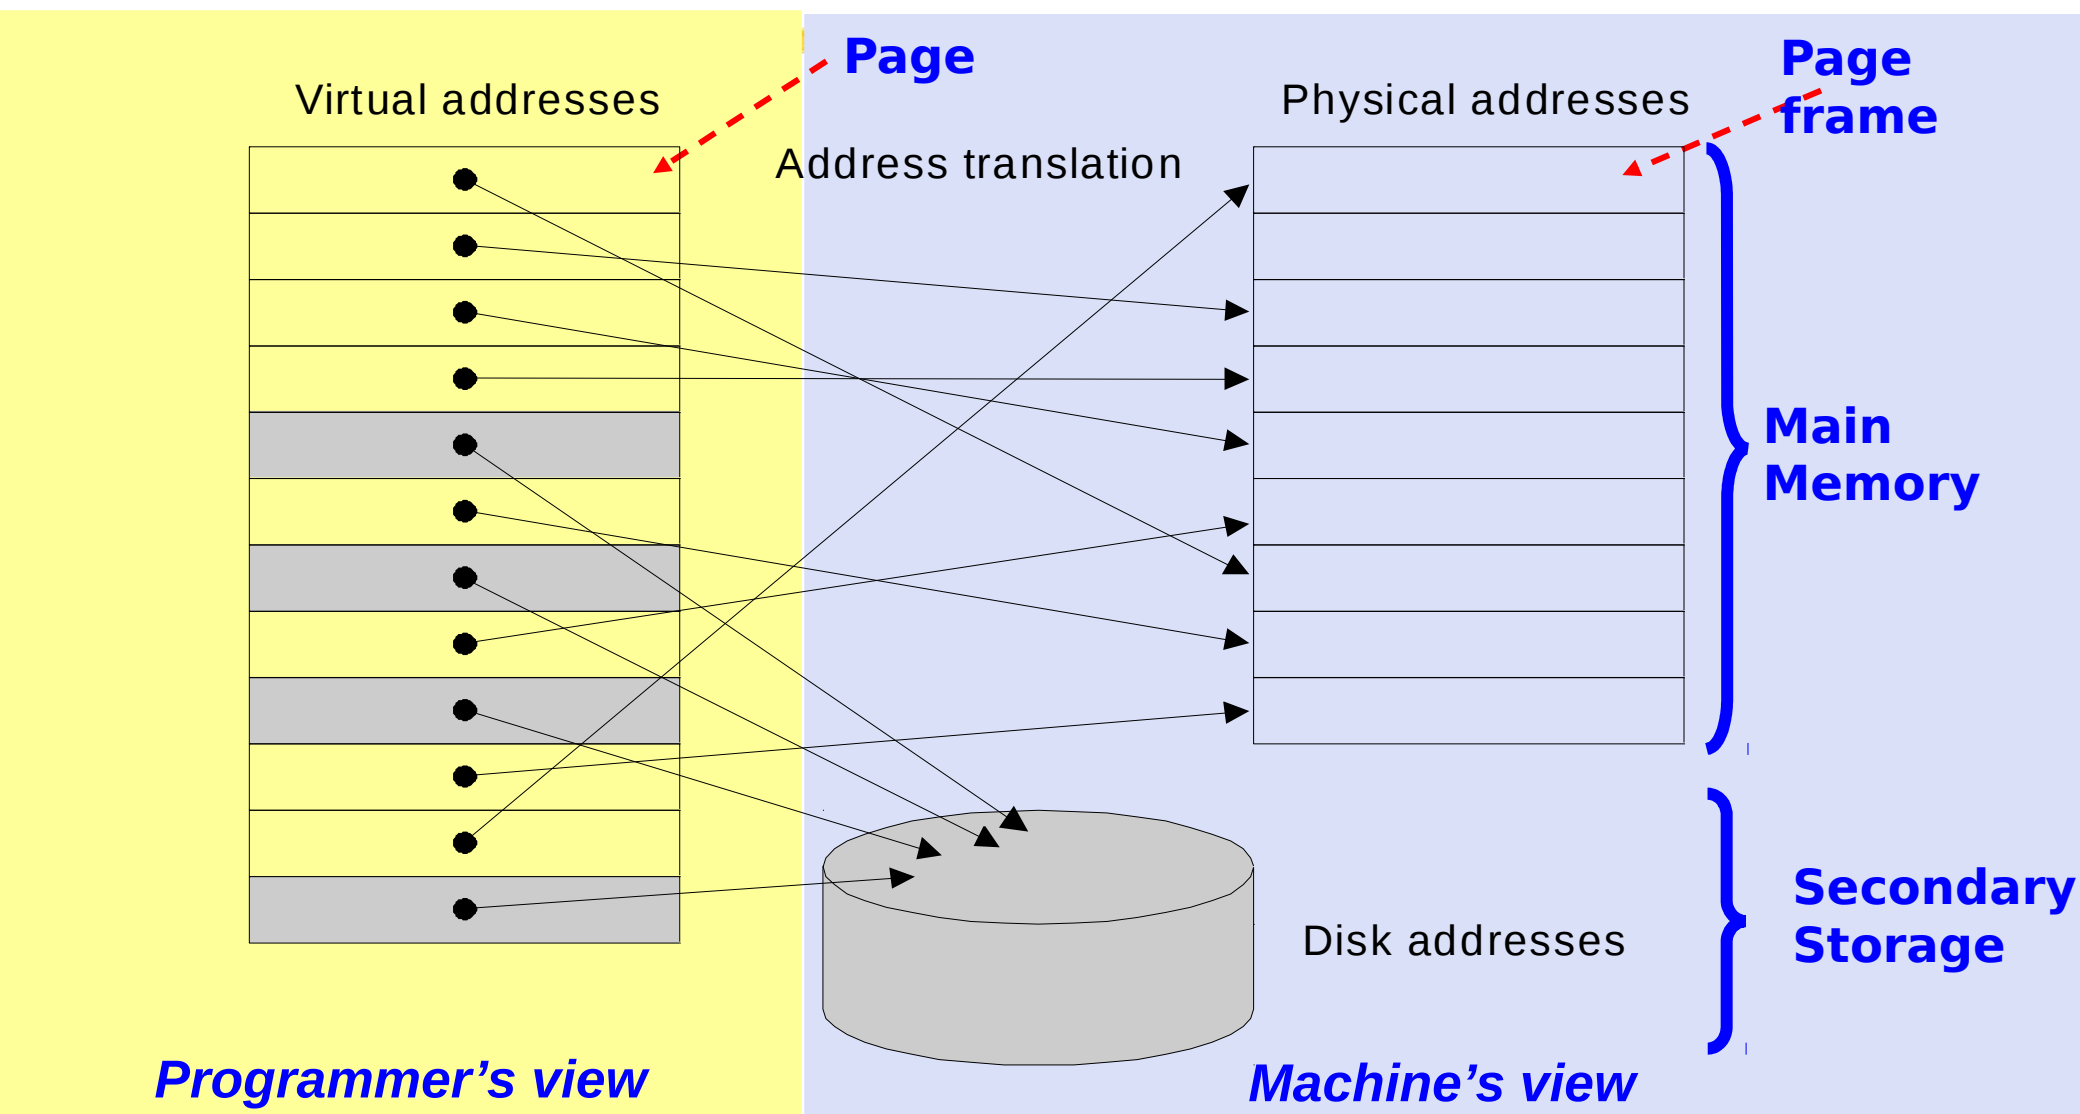 Page
Page
frame
Virtual addresses
Physical addresses
Address translation
Main
Memory
Secondary
Storage
Disk addresses
Programmer’s view
Machine’s view